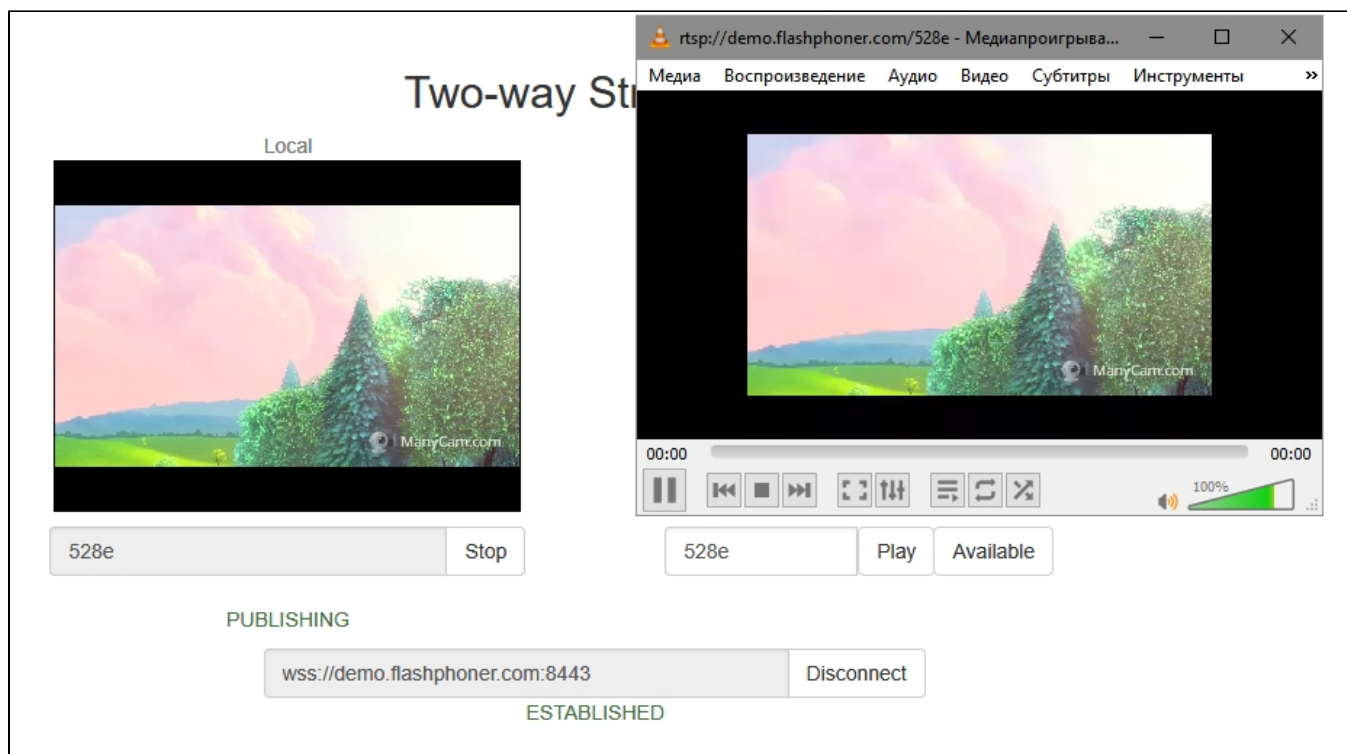 rtsp://demo.flashphoner.com/528e - Медиапроигрыва...
Медиа Воспроизведение Аудио Видео Субтитры Инструменты »
Two-way Str
Local
ManyCam.com
ManyCam.com
00:00 00:00
100%
528e Stop
528e Play Available
PUBLISHING
wss://demo.flashphoner.com:8443 Disconnect
ESTABLISHED